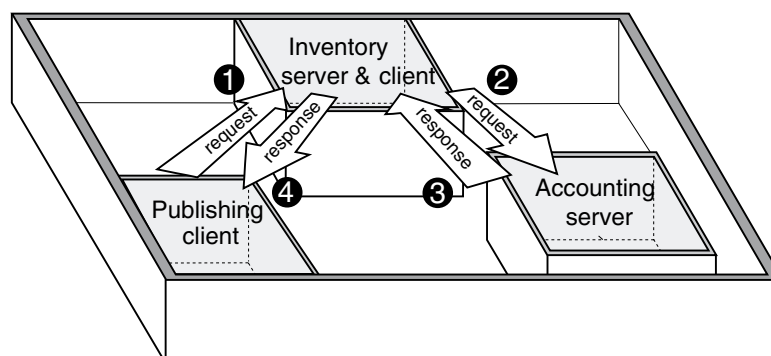 Inventory
server & client
1
2
request
response
response
request
4
3
Publishing
client
Accounting
server